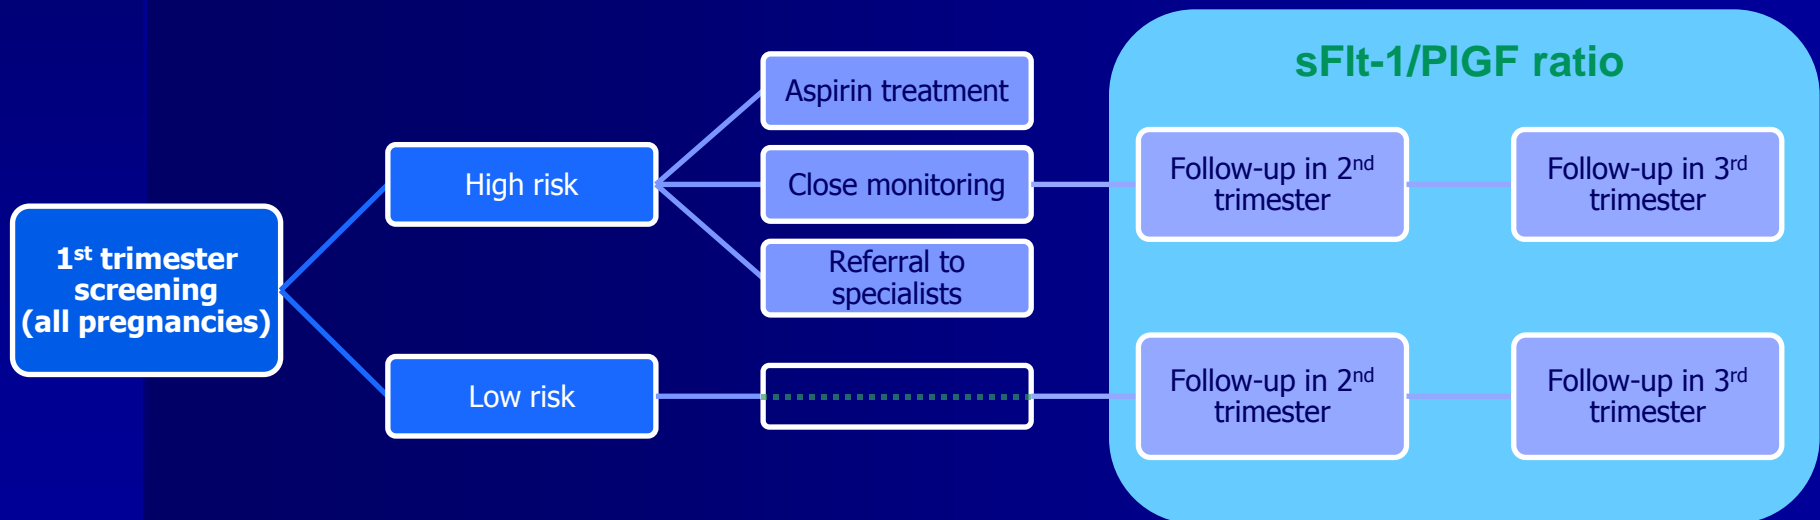 sFlt-1/PlGF ratio
Aspirin treatment
High risk
Close monitoring
Follow-up in 2nd
trimester
Follow-up in 3rd
trimester
1st trimester
screening
(all pregnancies)
Referral to
specialists
Low risk
Follow-up in 2nd
trimester
Follow-up in 3rd
trimester